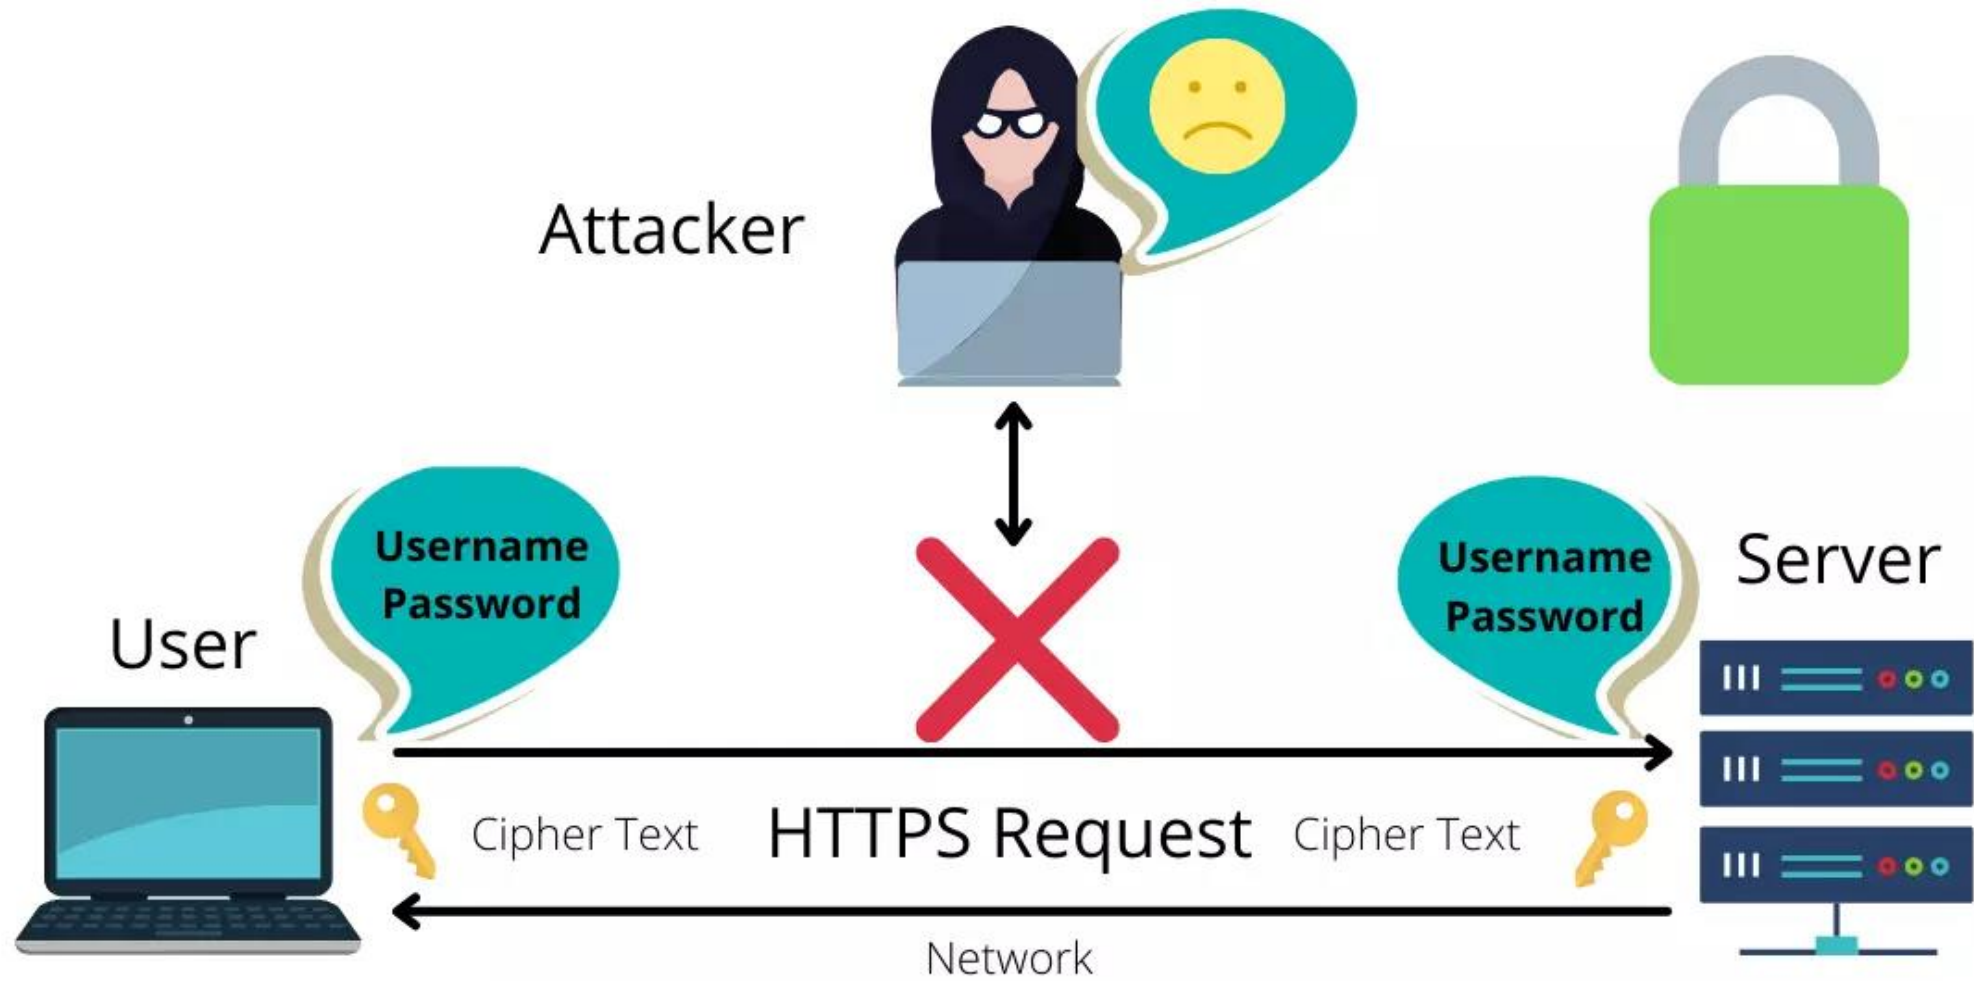 Attacker
Username
Password
Username
Password
Server
User
Cipher Text
HTTPS Request
Cipher Text
Network